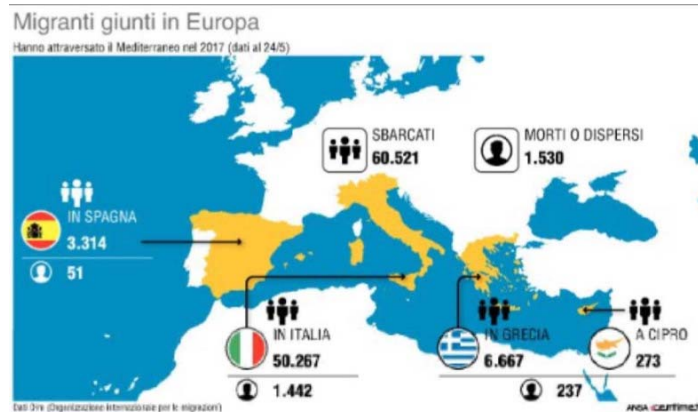 Migranti giunti in Europa
Hanno attraversato il Mediterraneo nel 2017 (dati al 24/5)
SBARCATI
60.521
MORTI O DISPERSI
1.530
IN SPAGNA
3.314
51
IN ITALIA
50.267
1.442
IN GRECIA
6.667
A CIPRO
273
237
Dati Oim (Organizzazione internazionale per le migrazioni)
ANSA centimetri